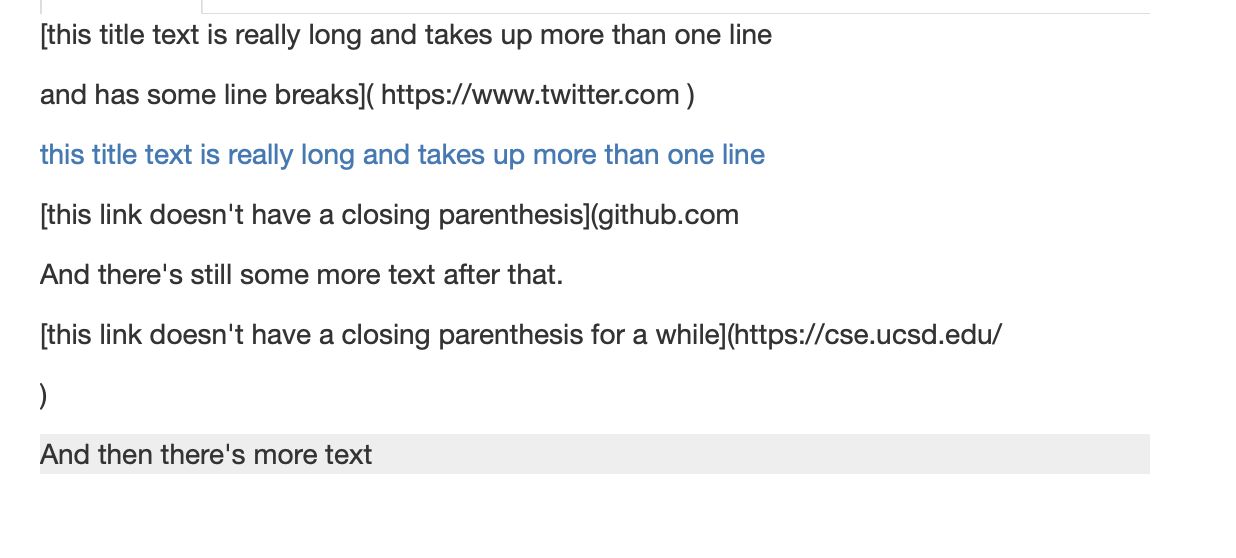 [this title text is really long and takes up more than one line
and has some line breaks]( https://www.twitter.com )
this title text is really long and takes up more than one line
[this link doesn't have a closing parenthesis](github.com
And there's still some more text after that.
[this link doesn't have a closing parenthesis for a while](https://cse.ucsd.edu/
)
And then there's more text